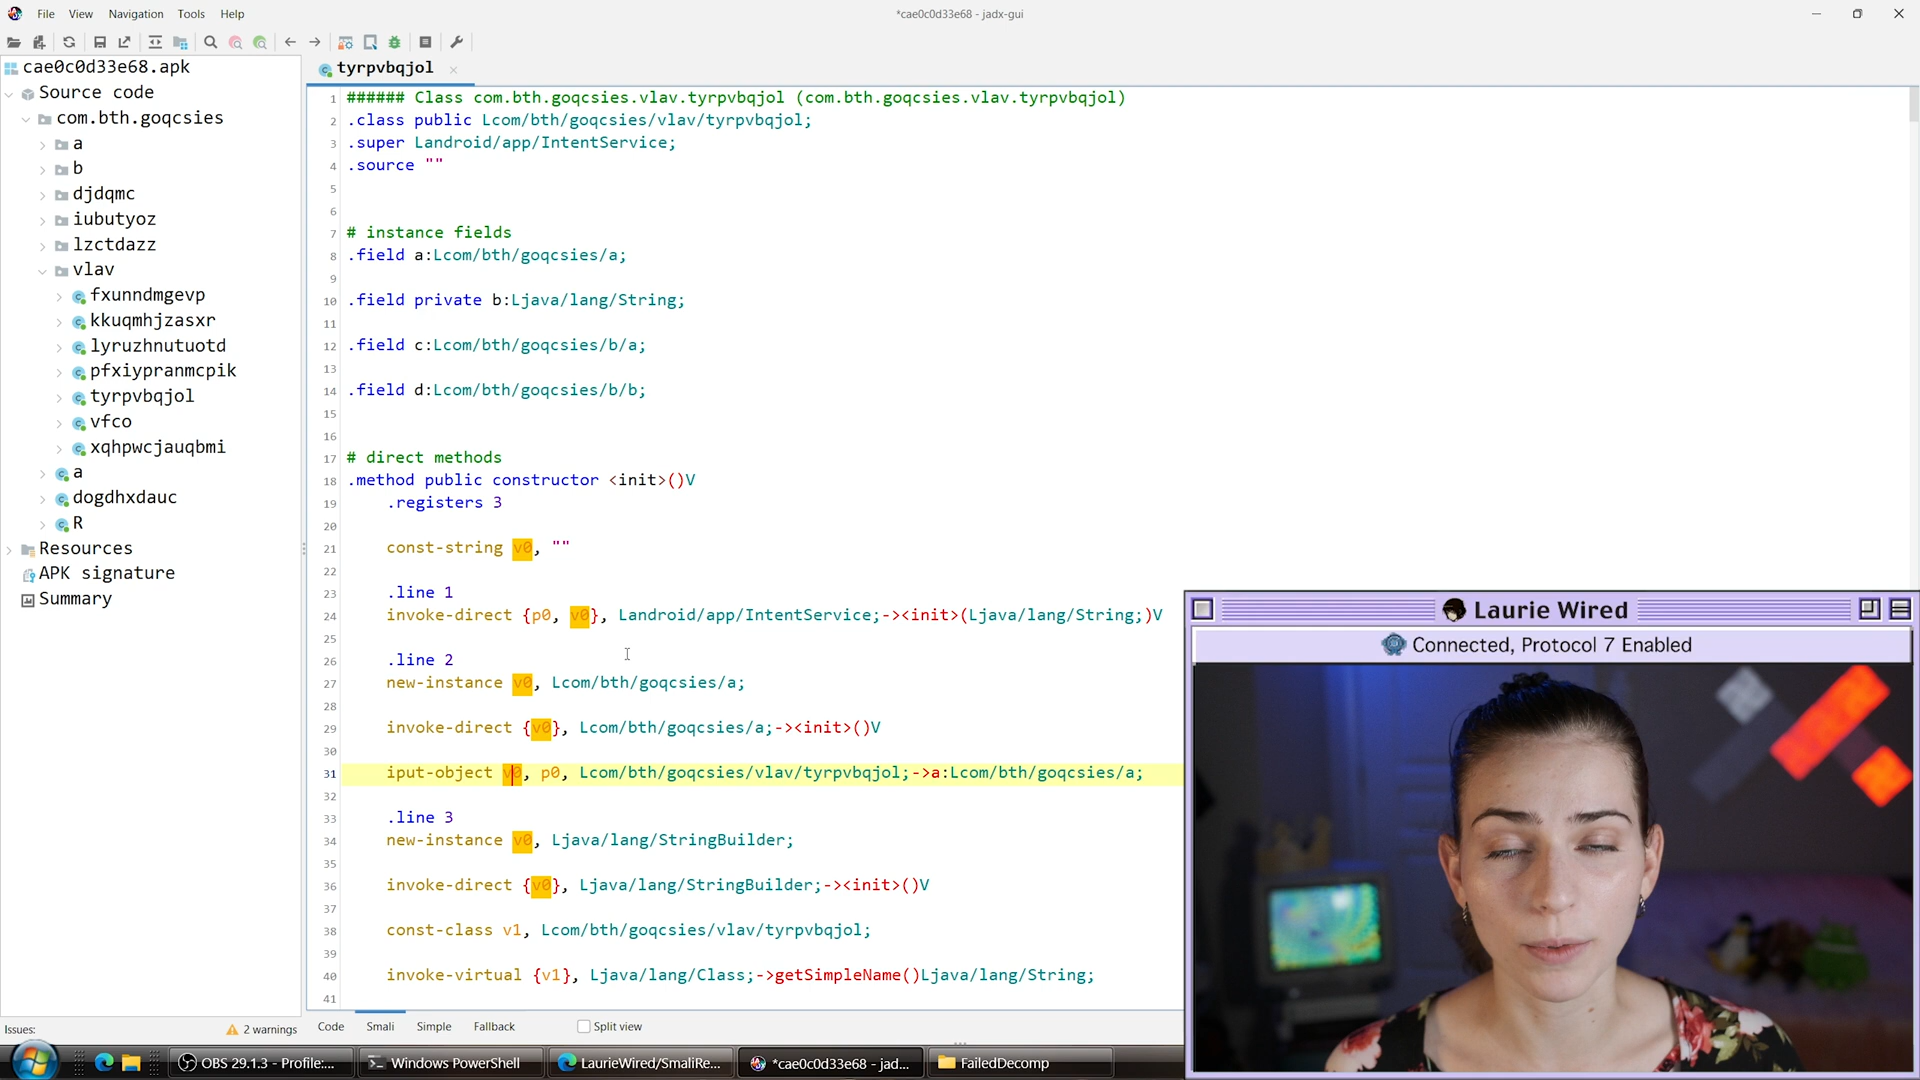 File View Navigation Tools Help
*cae0c0d33e68 - jadx-gui
cae0c0d33e68.apk
Source code
com.bth.goqcsies
a
b
djdqmc
iubutyoz
lzctdazz
vlav
fxunndmgevp
kkuqmhjzasxr
lyruzhnutuotd
pfxiypranmcpik
tyrpvbqjol
vfco
xqhpwcjauqbmi
a
dogdhxdauc
R
Resources
APK signature
Summary
tyrpvbqjol
1 ###### Class com.bth.goqcsies.vlav.tyrpvbqjol (com.bth.goqcsies.vlav.tyrpvbqjol)
2 .class public Lcom/bth/goqcsies/vlav/tyrpvbqjol;
3 .super Landroid/app/IntentService;
4 .source ""
5
6
7 # instance fields
8 .field a:Lcom/bth/goqcsies/a;
9
10 .field private b:Ljava/lang/String;
11
12 .field c:Lcom/bth/goqcsies/b/a;
13
14 .field d:Lcom/bth/goqcsies/b/b;
15
16
17 # direct methods
18 .method public constructor <init>()V
19 .registers 3
20
21 const-string v0, ""
22
23 .line 1
24 invoke-direct {p0, v0}, Landroid/app/IntentService;-><init>(Ljava/lang/String;)V
25
26 .line 2
27 new-instance v0, Lcom/bth/goqcsies/a;
28
29 invoke-direct {v0}, Lcom/bth/goqcsies/a;-><init>()V
30
31 iput-object v0, p0, Lcom/bth/goqcsies/vlav/tyrpvbqjol;->a:Lcom/bth/goqcsies/a;
32
33 .line 3
34 new-instance v0, Ljava/lang/StringBuilder;
35
36 invoke-direct {v0}, Ljava/lang/StringBuilder;-><init>()V
37
38 const-class v1, Lcom/bth/goqcsies/vlav/tyrpvbqjol;
39
40 invoke-virtual {v1}, Ljava/lang/Class;->getSimpleName()Ljava/lang/String;
41
Laurie Wired
Connected, Protocol 7 Enabled
Issues: 2 warnings
Code Smali Simple Fallback Split view
OBS 29.1.3 - Profile:... Windows PowerShell LaurieWired/SmaliRe... *cae0c0d33e68 - jad... FailedDecomp